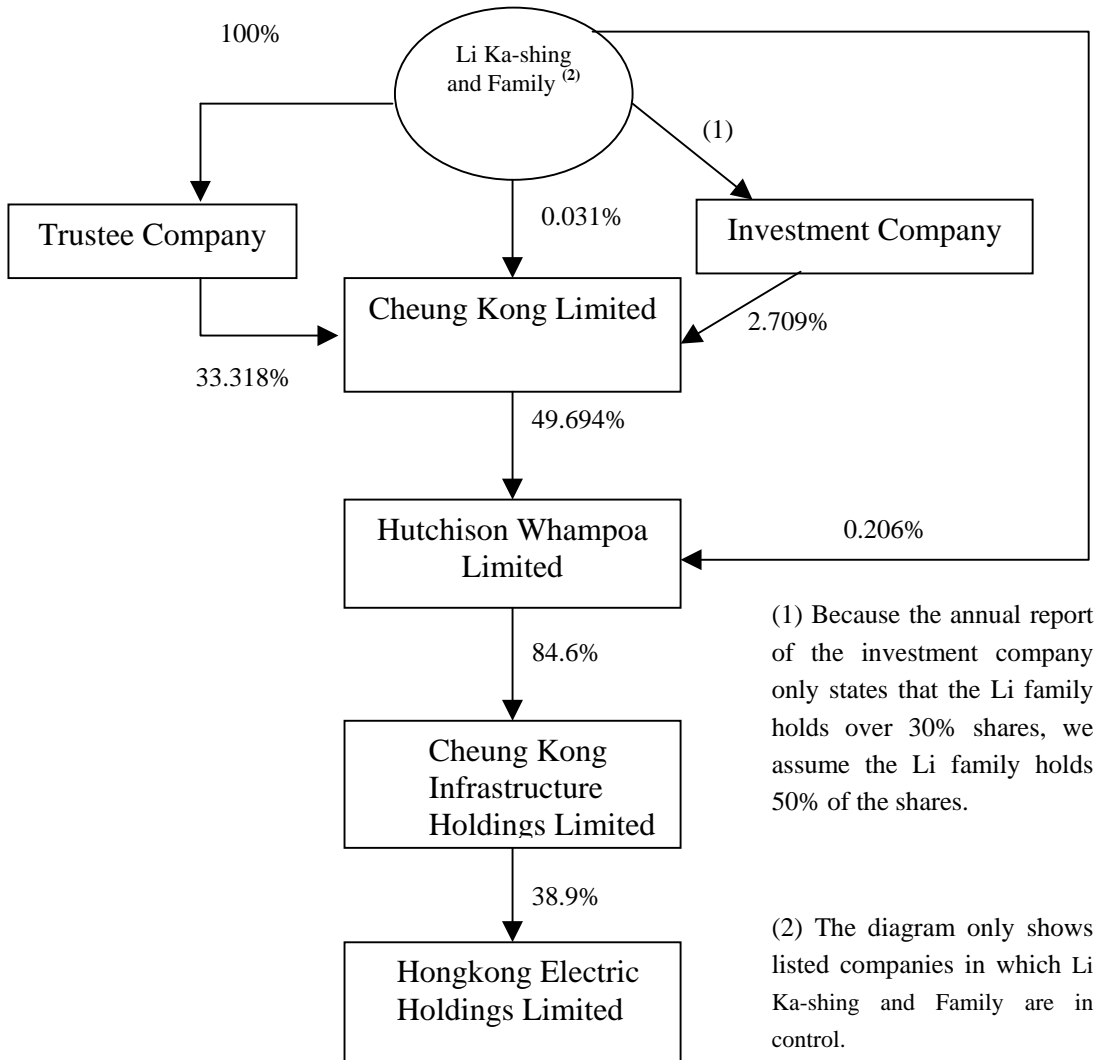 100%
Li Ka-shing
and Family (2)
(1)
Trustee Company
0.031%
Investment Company
Cheung Kong Limited
2.709%
33.318%
49.694%
Hutchison Whampoa
Limited
0.206%
84.6%
(1) Because the annual report
of the investment company
only states that the Li family
holds over 30% shares, we
assume the Li family holds
50% of the shares.
Cheung Kong
Infrastructure
Holdings Limited
38.9%
Hongkong Electric
Holdings Limited
(2) The diagram only shows
listed companies in which Li
Ka-shing and Family are in
control.